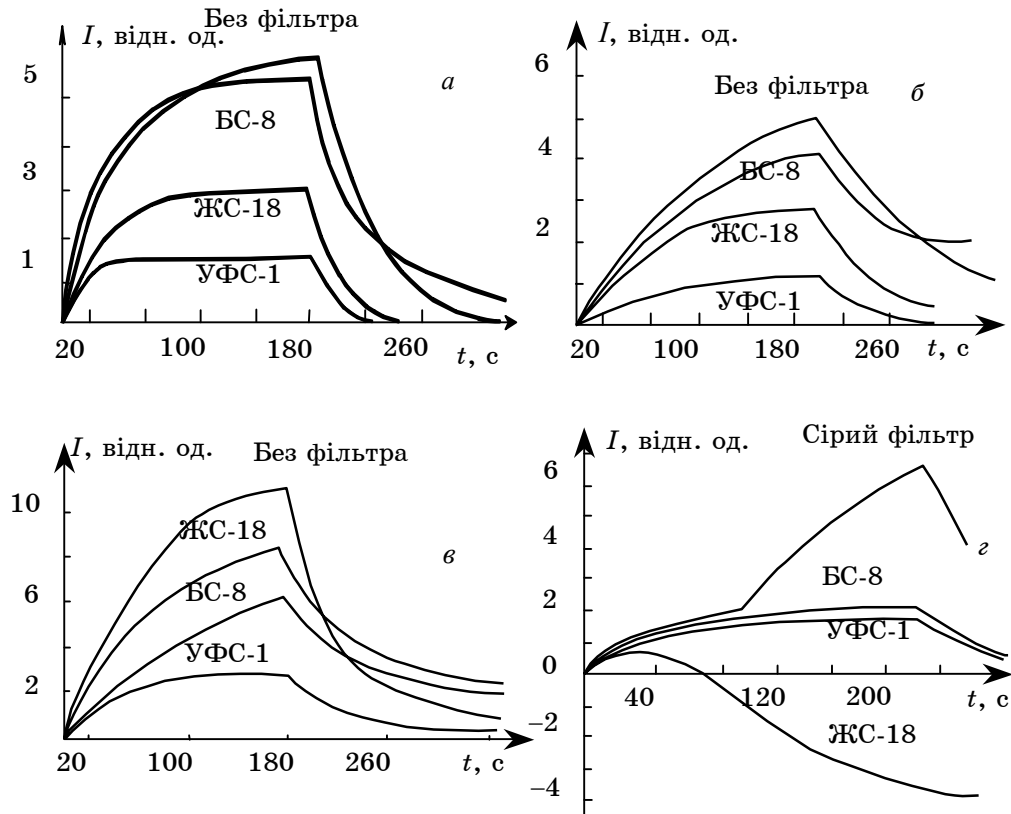 Без фільтра
I, відн. од.
а
5
БС-8
3
ЖС-18
1
УФС-1
20 100 180 260 t, с
I, відн. од.
6
Без фільтра
б
4
БС-8
2
ЖС-18
УФС-1
20 100 180 260 t, с
I, відн. од.
Без фільтра
10
ЖС-18
в
6
БС-8
УФС-1
2
20 100 180 260 t, с
I, відн. од.
Сірий фільтр
6
4
г
БС-8
2
УФС-1
0
40 120 200 t, с
–2
ЖС-18
–4